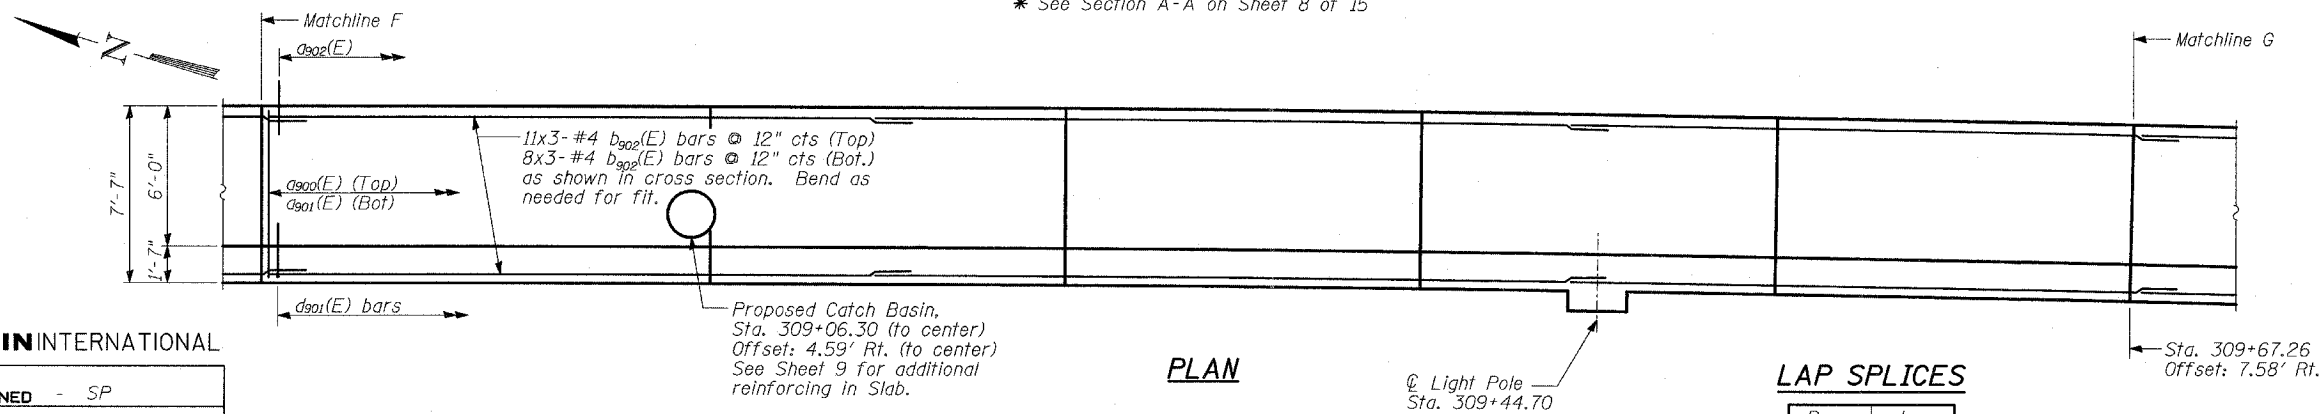 * See Section A-A on Sheet 8 of 15
Matchline F
a902(E)
N
Matchline G
7'-7"
6'-0"
1'-7"
11x3-#4 b902(E) bars @ 12" cts (Top)
8x3-#4 b902(E) bars @ 12" cts (Bot.)
as shown in cross section. Bend as
needed for fit.
a900(E) (Top)
a901(E) (Bot)
d901(E) bars
Proposed Catch Basin,
Sta. 309+06.30 (to center)
Offset: 4.59' Rt. (to center)
See Sheet 9 for additional
reinforcing in Slab.
PLAN
℄ Light Pole
Sta. 309+44.70
Sta. 309+67.26
Offset: 7.58' Rt.
LAP SPLICES
IN INTERNATIONAL
NED - SP